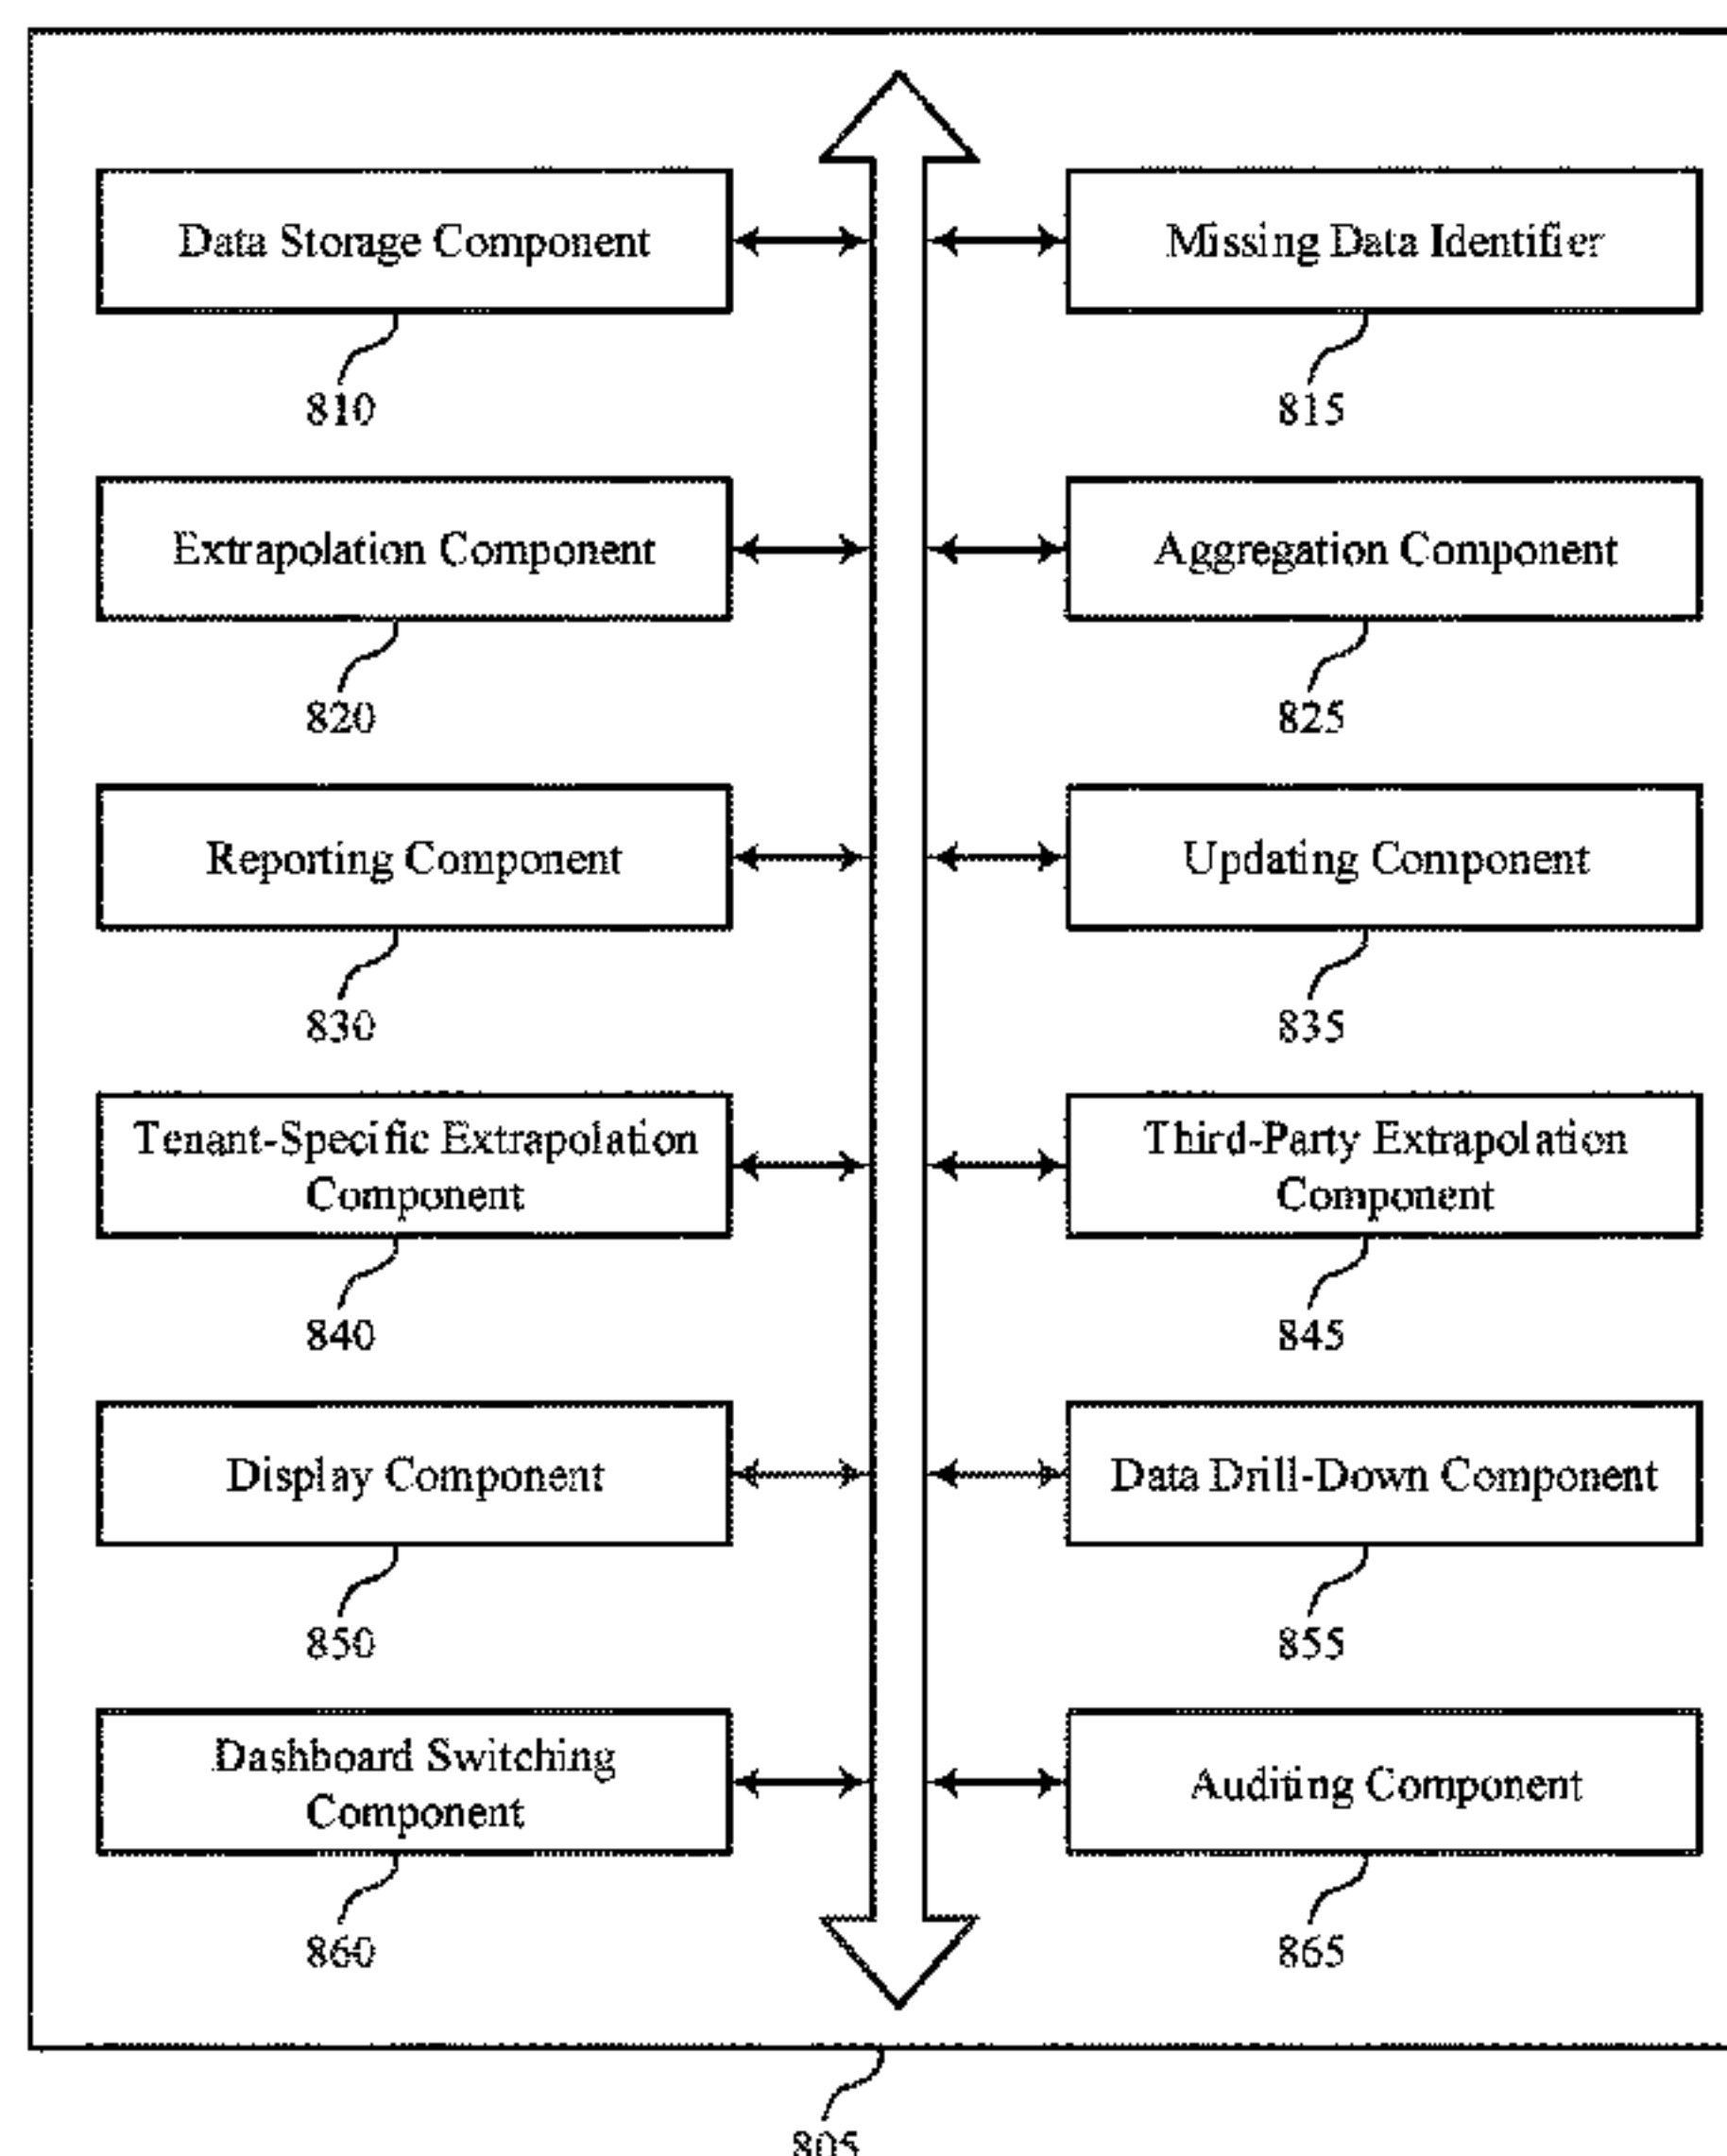 Data Storage Component
Missing Data Identifier
810
815
Extrapolation Component
Aggregation Component
820
825
Reporting Component
Updating Component
830
835
Tenant-Specific Extrapolation
Component
Third-Party Extrapolation
Component
840
845
Display Component
Data Drill-Down Component
850
855
Dashboard Switching
Component
Auditing Component
860
865
805